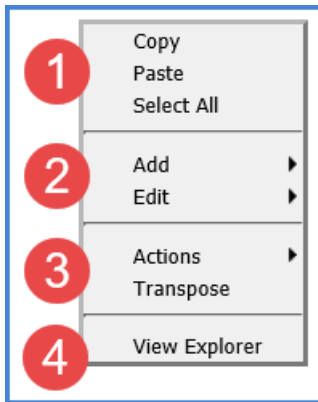 1
Copy
Paste
Select All
2
Add
Edit
3
Actions
Transpose
4
View Explorer